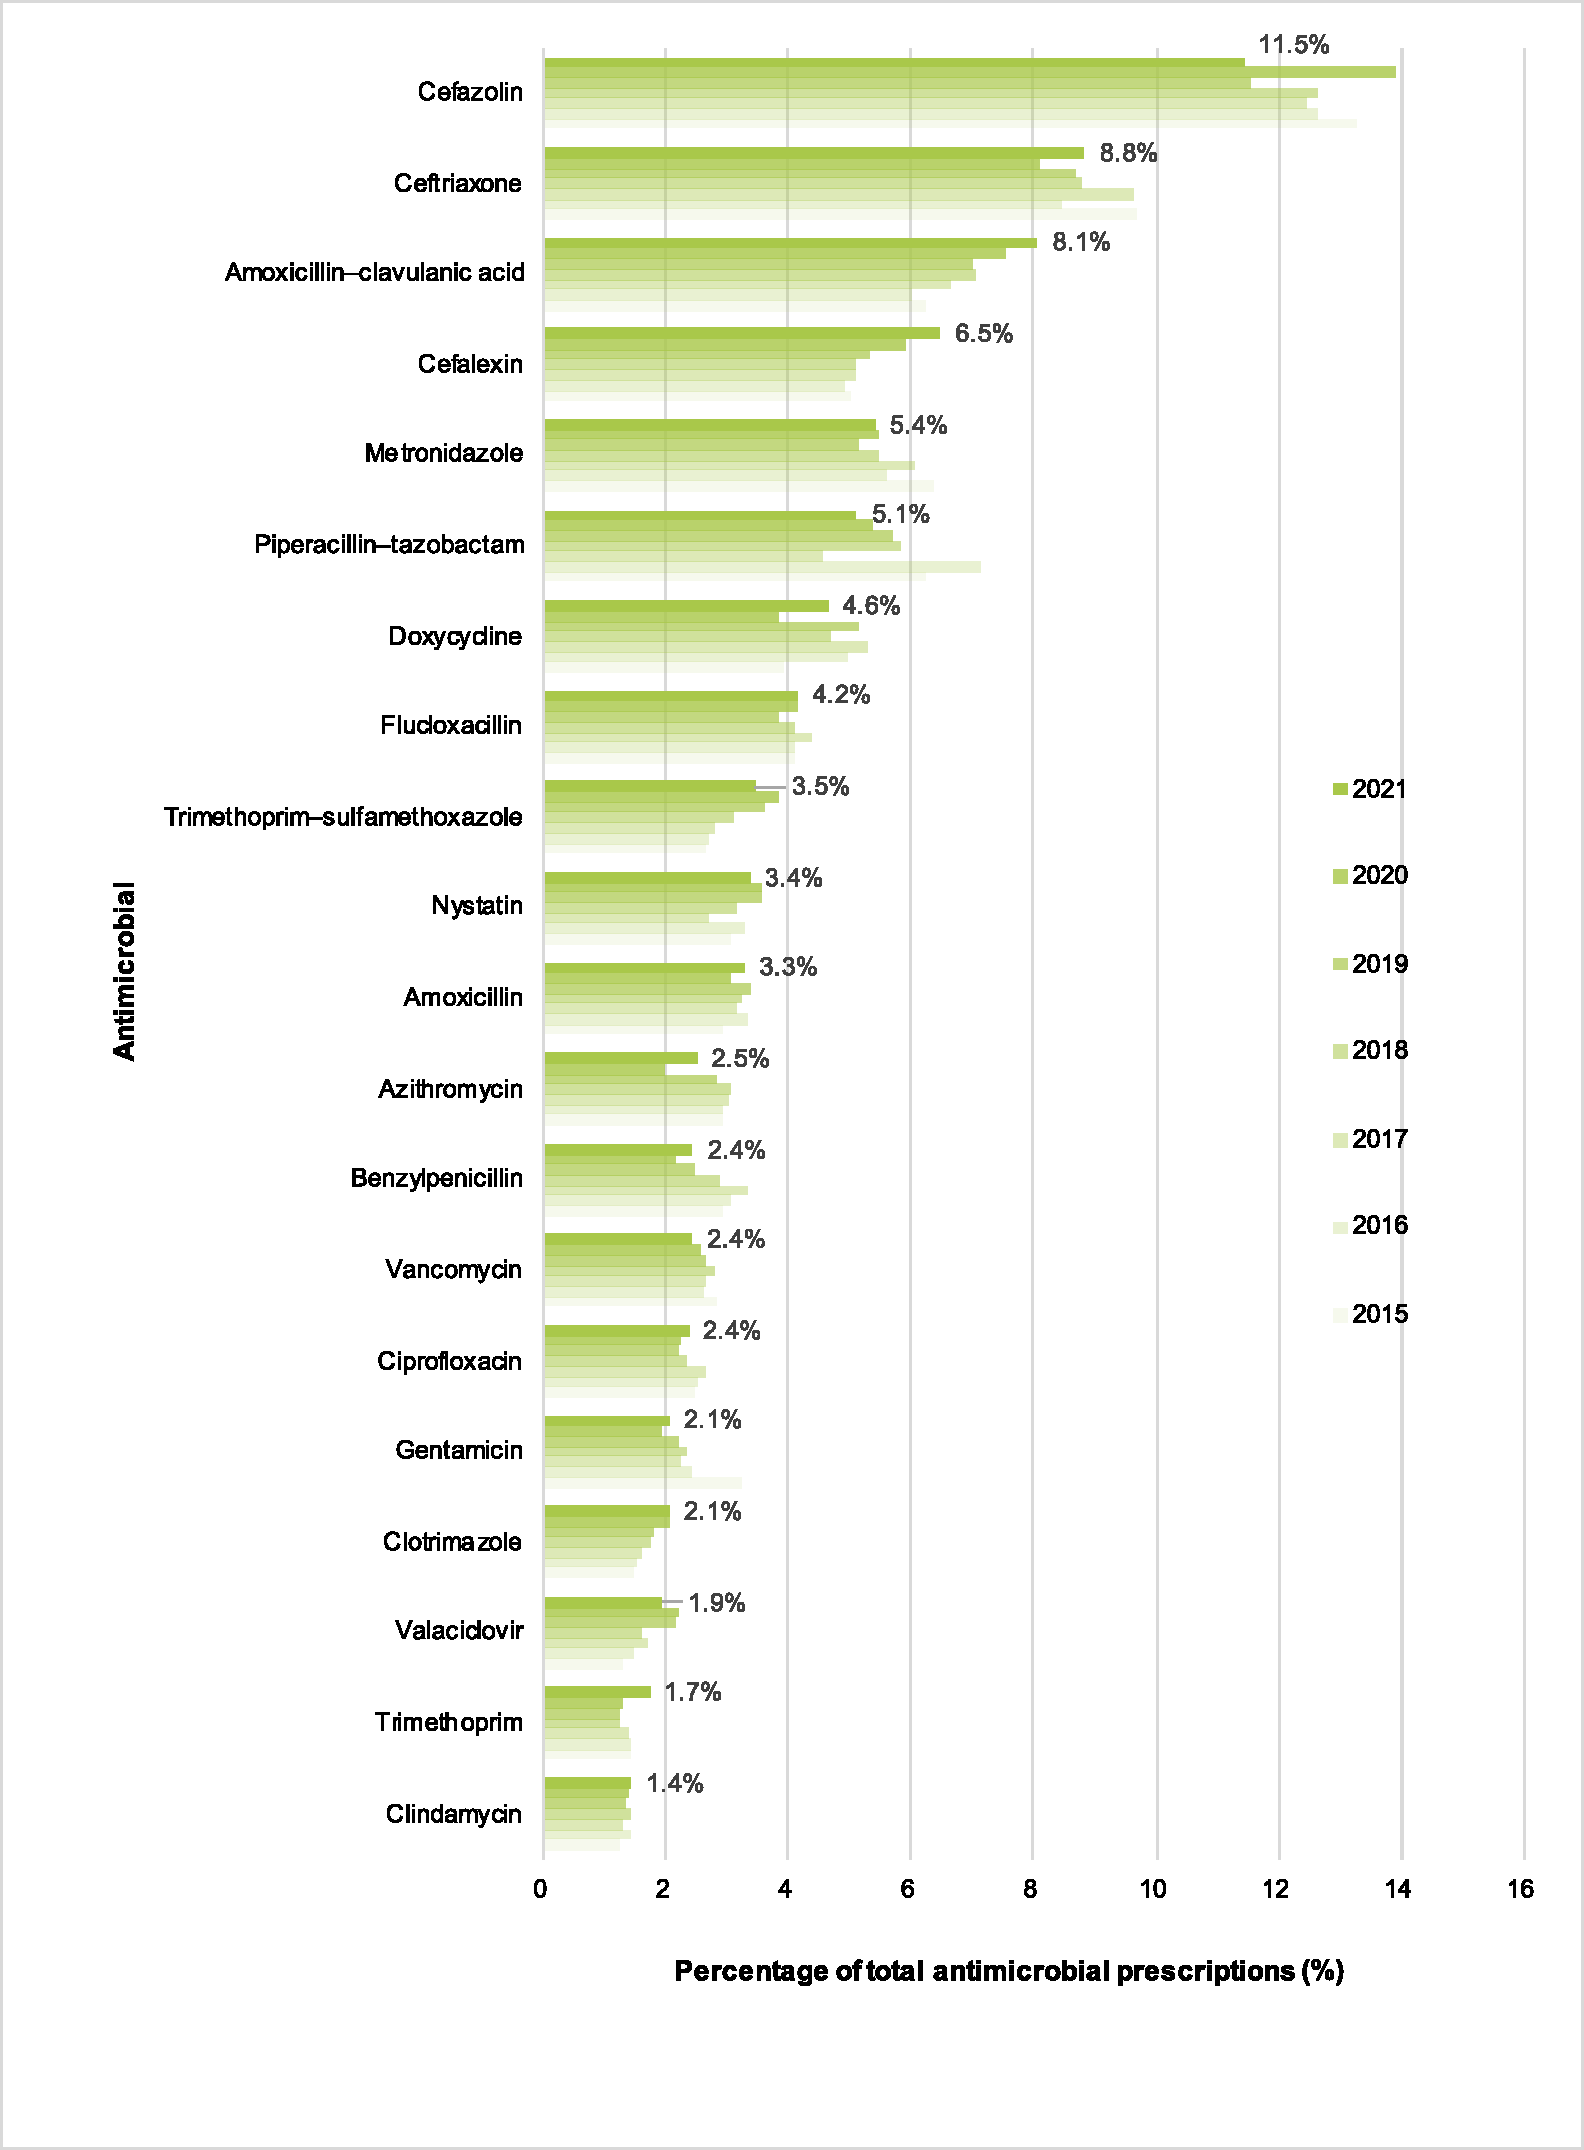 11.5%
Cefazolin
8.8%
Ceftriaxone
8.1%
Amoxicillin–clavulanic acid
6.5%
Cefalexin
5.4%
Metronidazole
5.1%
Piperacillin–tazobactam
4.6%
Doxycycline
4.2%
Flucloxacillin
3.5%
2021
Trimethoprim–sulfamethoxazole
3.4%
2020
Nystatin
Antimicrobial
3.3%
2019
Amoxicillin
2.5%
2018
Azithromycin
2.4%
2017
Benzylpenicillin
2.4%
2016
Vancomycin
2.4%
2015
Ciprofloxacin
2.1%
Gentamicin
2.1%
Clotrimazole
1.9%
Valaciclovir
1.7%
Trimethoprim
1.4%
Clindamycin
0 2 4 6 8 10 12 14 16
Percentage of total antimicrobial prescriptions (%)